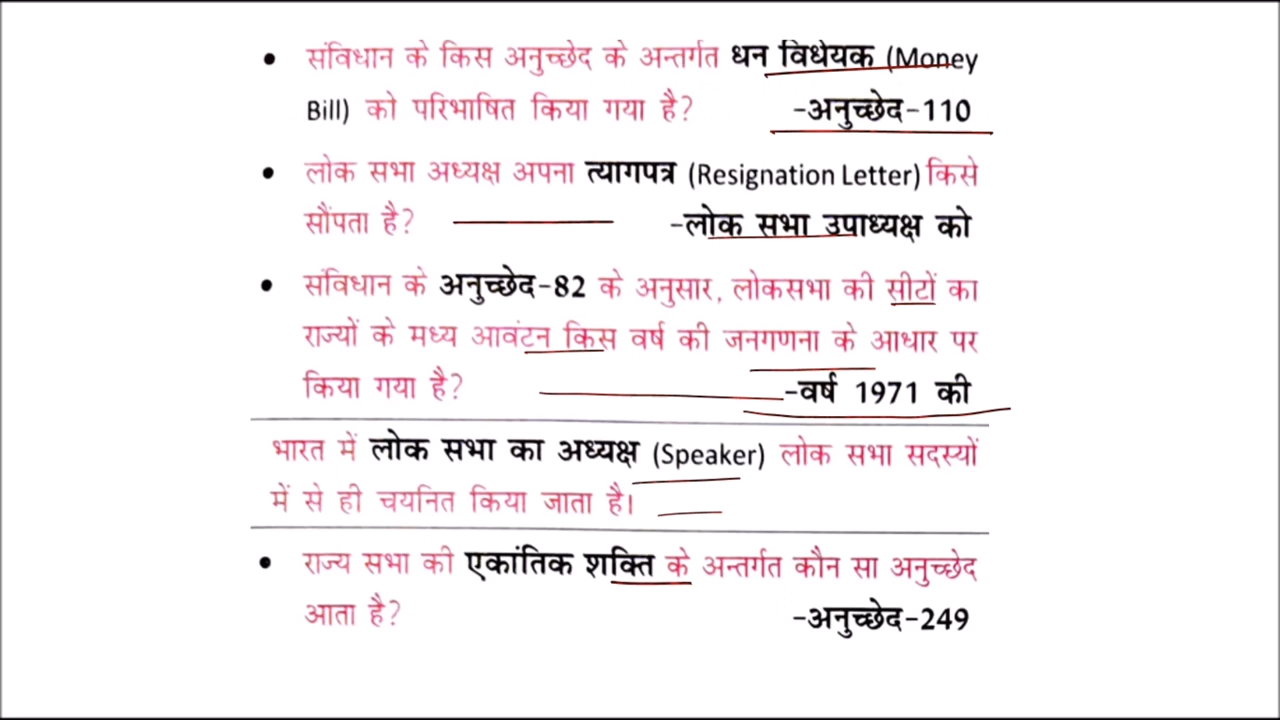 • संविधान के किस अनुच्छेद के अन्तर्गत धन विधेयक (Money
Bill) को परिभाषित किया गया है? -अनुच्छेद-110
• लोक सभा अध्यक्ष अपना त्यागपत्र (Resignation Letter) किसे
सौंपता है? -लोक सभा उपाध्यक्ष को
• संविधान के अनुच्छेद-82 के अनुसार, लोकसभा की सीटों का
राज्यों के मध्य आवंटन किस वर्ष की जनगणना के आधार पर
किया गया है? -वर्ष 1971 की
भारत में लोक सभा का अध्यक्ष (Speaker) लोक सभा सदस्यों
में से ही चयनित किया जाता है।
• राज्य सभा की एकांतिक शक्ति के अन्तर्गत कौन सा अनुच्छेद
आता है? -अनुच्छेद-249